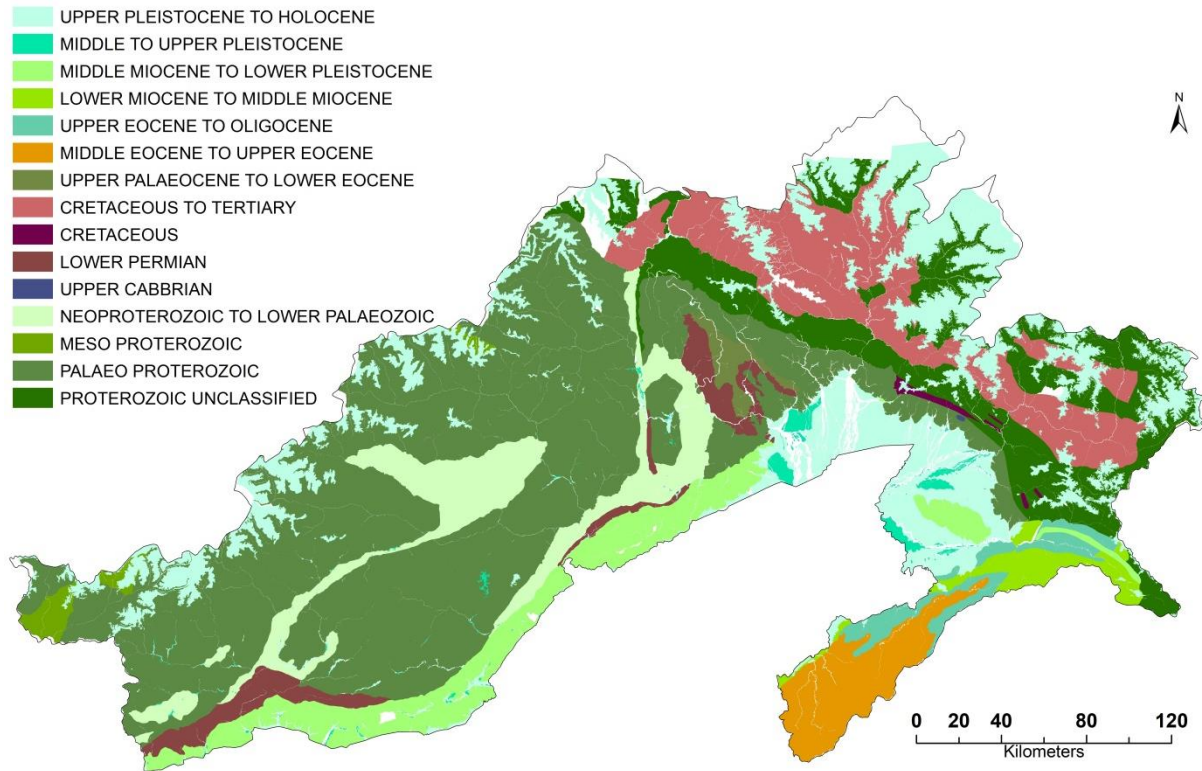 UPPER PLEISTOCENE TO HOLOCENE
MIDDLE TO UPPER PLEISTOCENE
MIDDLE MIOCENE TO LOWER PLEISTOCENE
LOWER MIOCENE TO MIDDLE MIOCENE
UPPER EOCENE TO OLIGOCENE
MIDDLE EOCENE TO UPPER EOCENE
UPPER PALAEOCENE TO LOWER EOCENE
CRETACEOUS TO TERTIARY
CRETACEOUS
LOWER PERMIAN
UPPER CABBRIAN
NEOPROTEROZOIC TO LOWER PALAEOZOIC
MESO PROTEROZOIC
PALAEO PROTEROZOIC
PROTEROZOIC UNCLASSIFIED
N
0 20 40 80 120
Kilometers